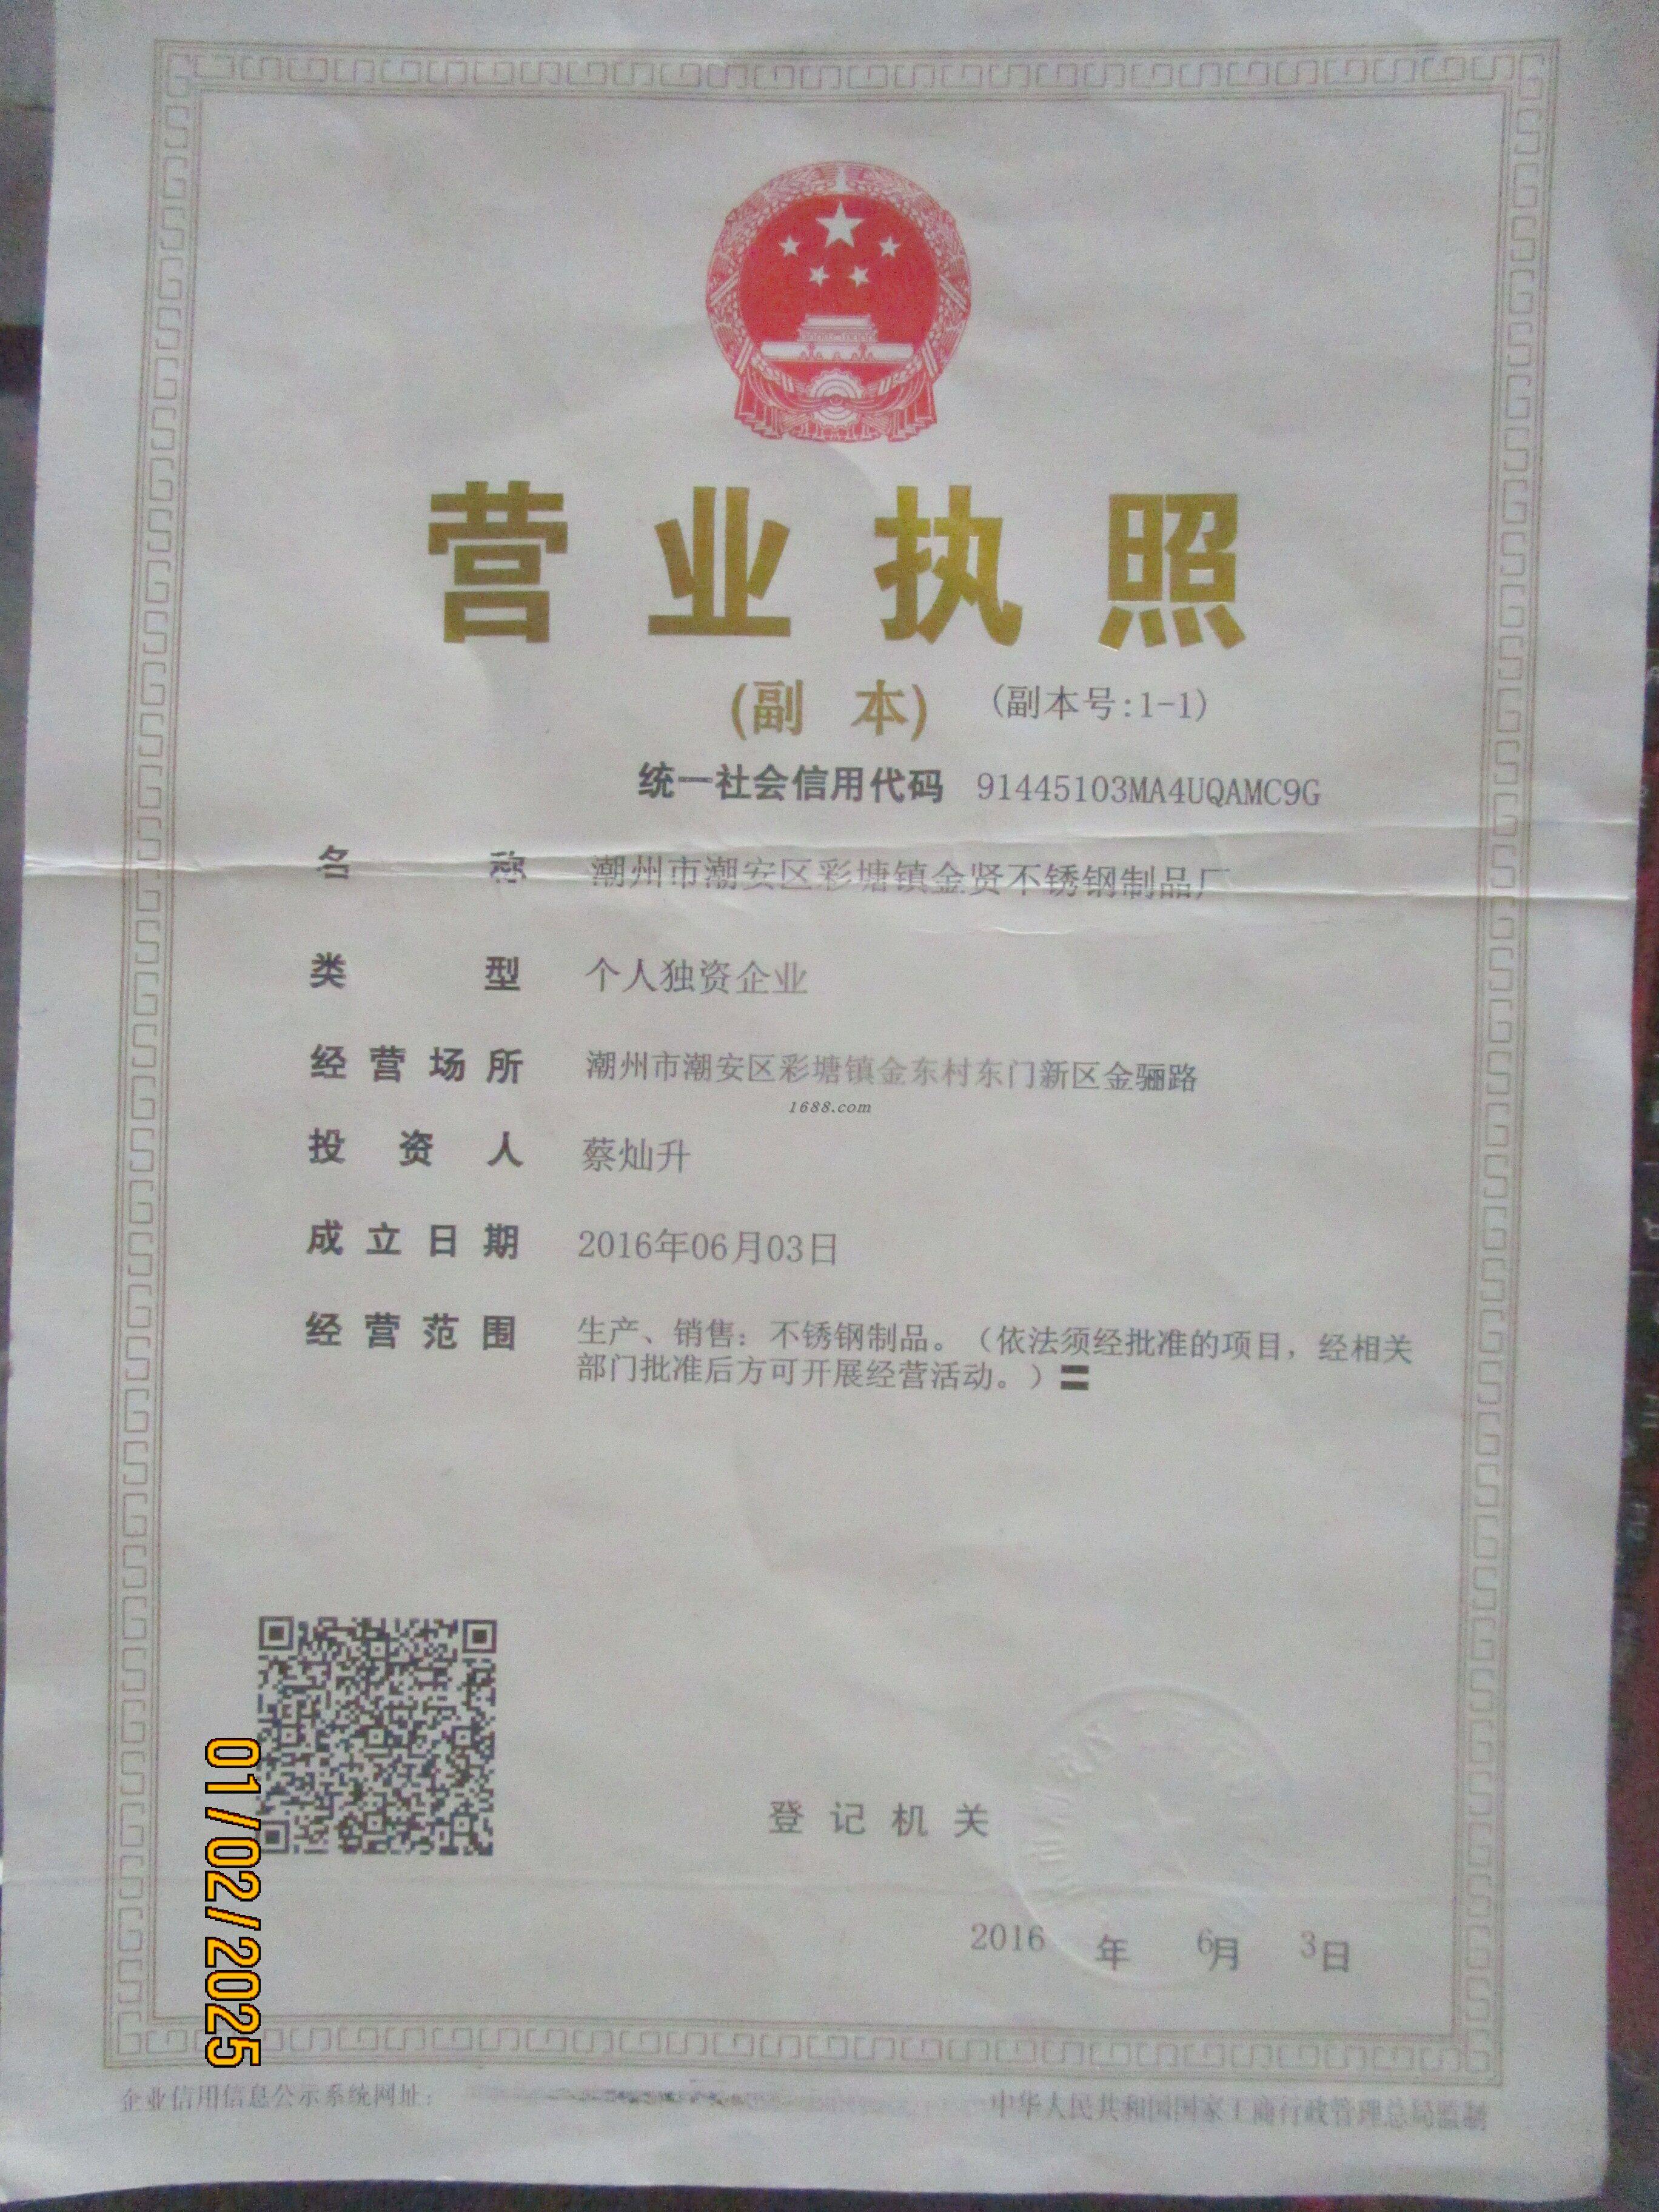 营业执照
(副 本) (副本号:1-1)
统一社会信用代码 91445103MA4UQAMC9G
名 称 潮州市潮安区彩塘镇金贤不锈钢制品厂
类 型 个人独资企业
经营场所 潮州市潮安区彩塘镇金东村东门新区金骊路
1688.com
投资人 蔡灿升
成立日期 2016年06月03日
经营范围 生产、销售：不锈钢制品。（依法须经批准的项目，经相关
部门批准后方可开展经营活动。）〓
登记机关
2016 年 6月 3日
01/02/2025
企业信用信息公示系统网址：
中华人民共和国国家工商行政管理总局监制